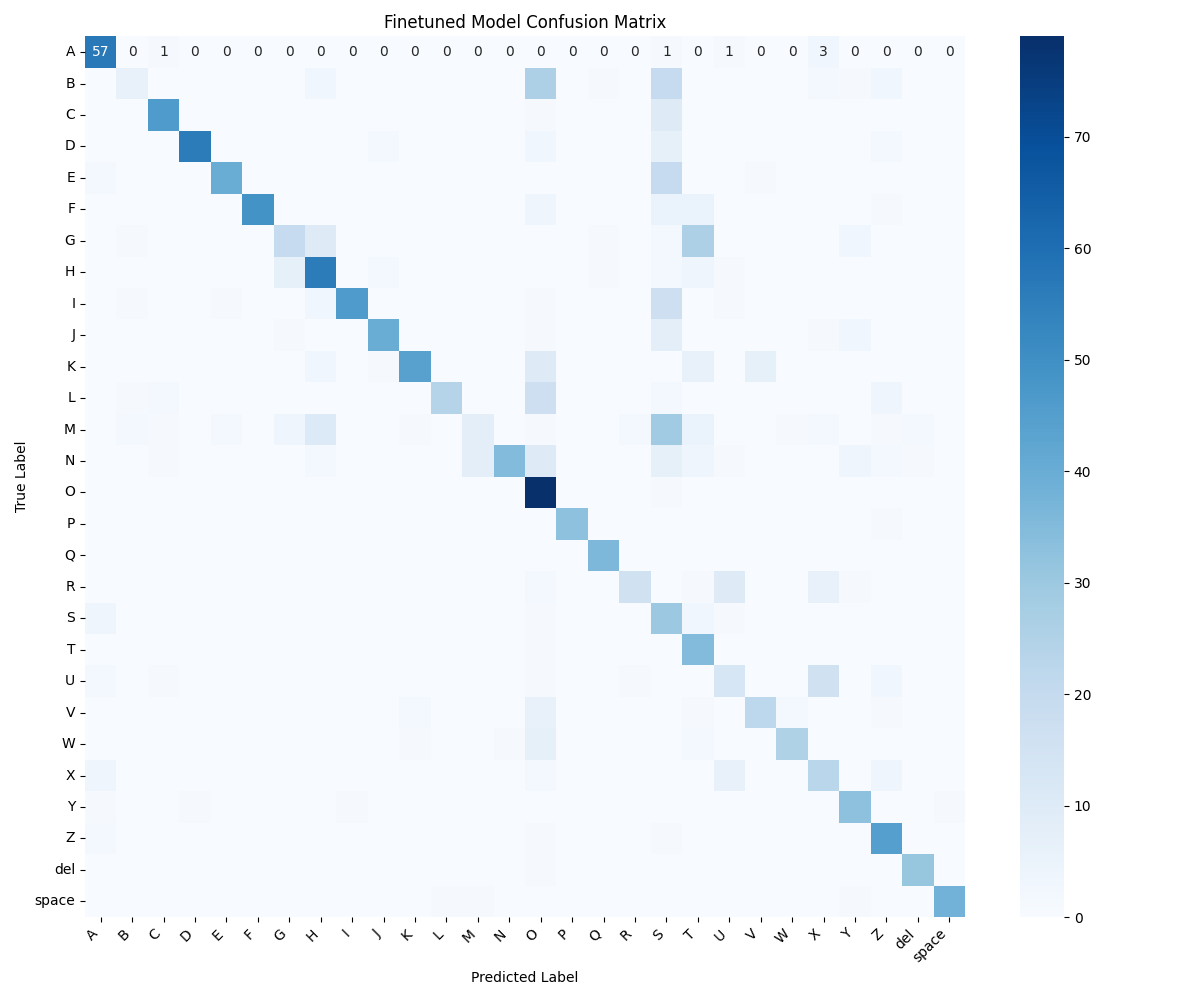 Finetuned Model Confusion Matrix
A 57 0 1 0 0 0 0 0 0 0 0 0 0 0 0 0 0 0 1 0 1 0 0 3 0 0 0 0
B
C
D
E
F
G
H
I
J
K
L
M
N
O
P
Q
R
S
T
U
V
W
X
Y
Z
del
space
True Label
A B C D E F G H I J K L M N O P Q R S T U V W X Y Z del space
Predicted Label
70
60
50
40
30
20
10
0